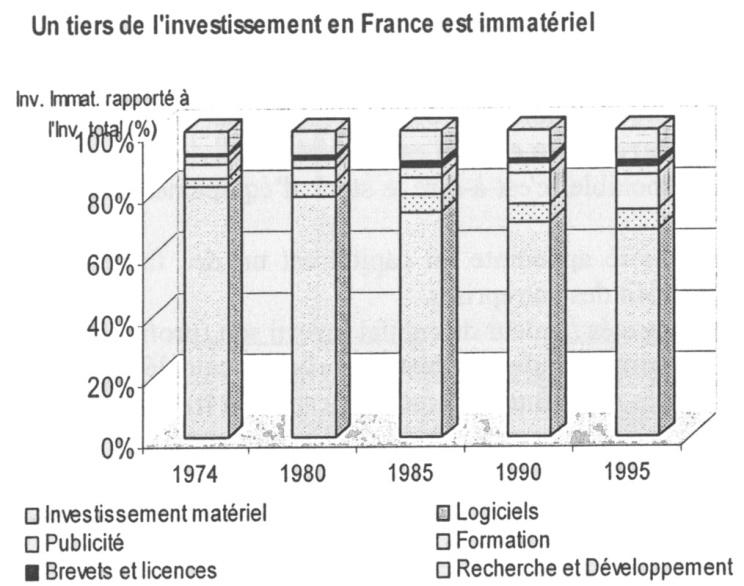 Un tiers de l'investissement en France est immatériel
Inv. Immat. rapporté à
l'Inv. total (%)
100%
80%
60%
40%
20%
0%
1974 1980 1985 1990 1995
Investissement matériel
Logiciels
Publicité
Formation
Brevets et licences
Recherche et Développement